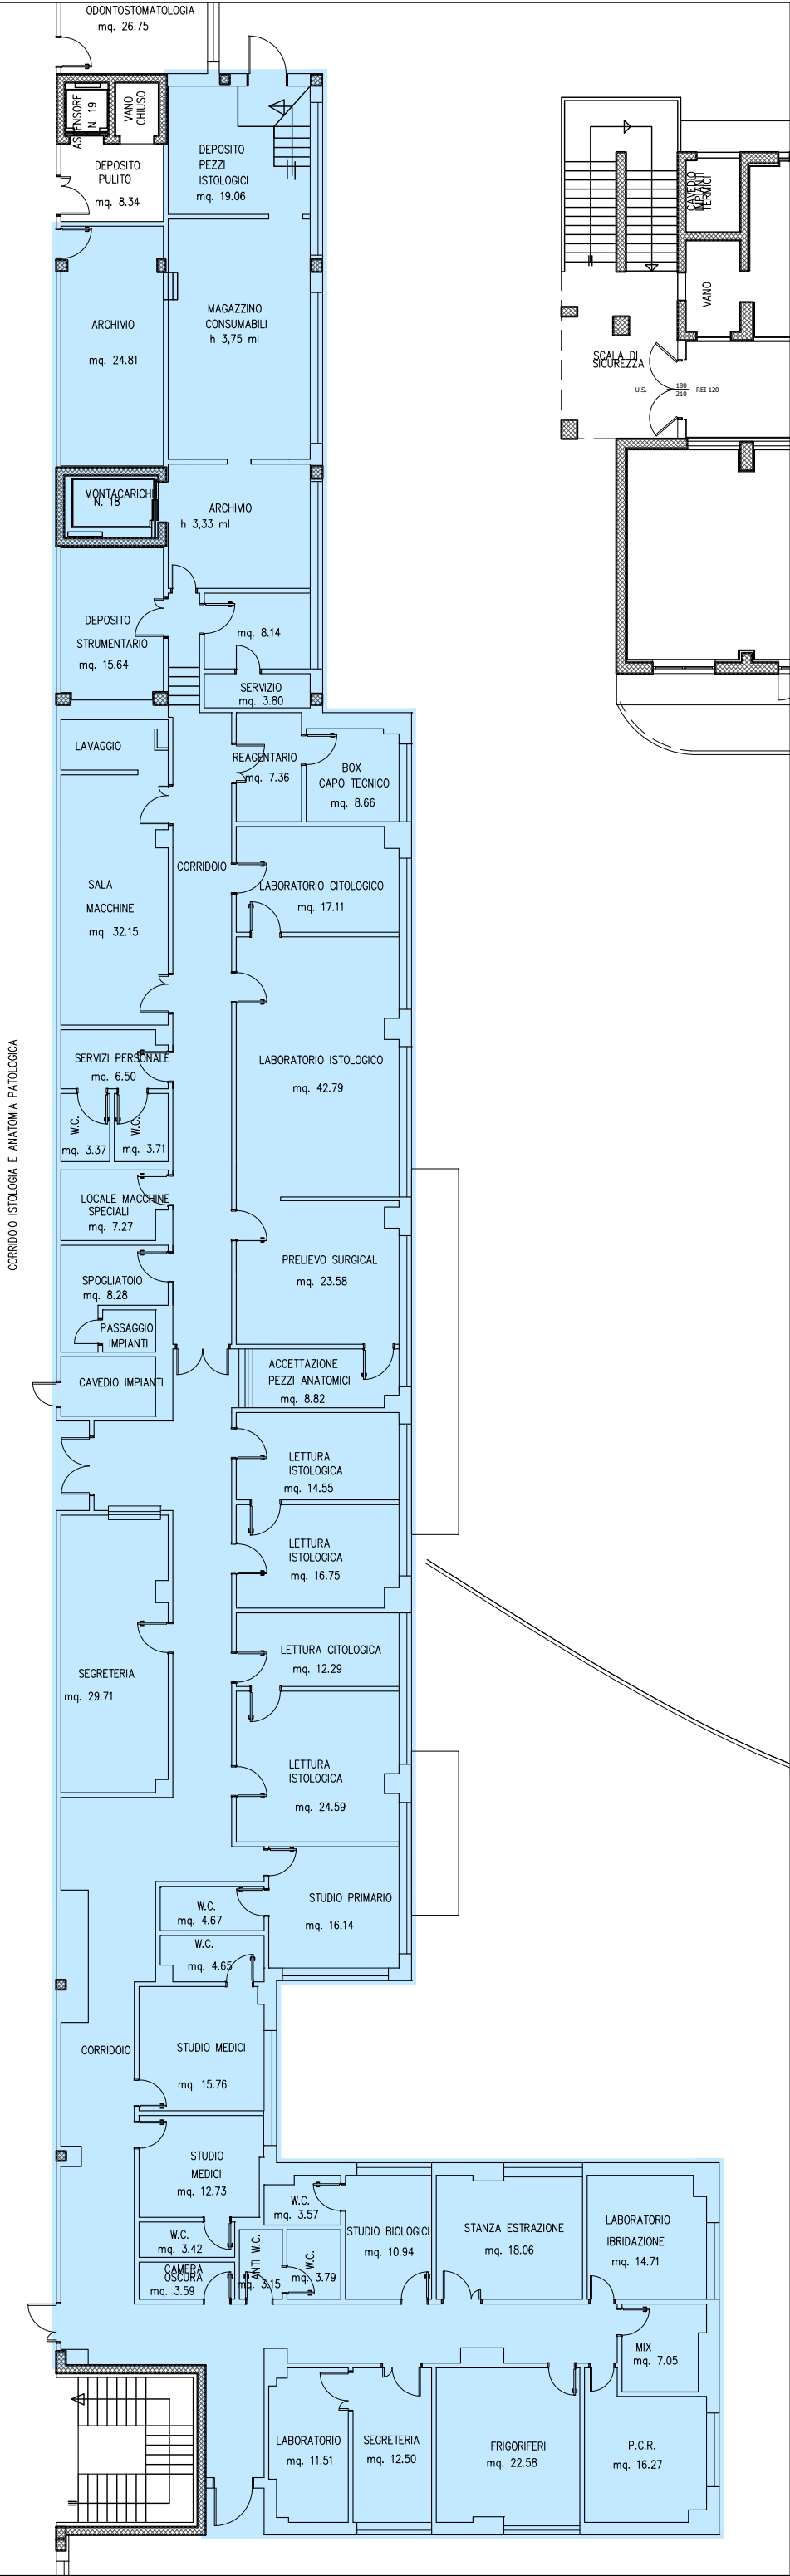 ODONTOSTOMATOLOGIA
mq. 26.75
ASCENSORE
N. 19
VANO
CHIUSO
DEPOSITO
PULITO
mq. 8.34
DEPOSITO
PEZZI
ISTOLOGICI
mq. 19.06
CAVEDIO
IMPIANTI
TERMICI
VANO
SCALA DI
SICUREZZA
U.S.
180
210
REI 120
ARCHIVIO
mq. 24.81
MAGAZZINO
CONSUMABILI
h 3,75 ml
MONTACARICHI
N. 18
ARCHIVIO
h 3,33 ml
DEPOSITO
STRUMENTARIO
mq. 15.64
mq. 8.14
SERVIZIO
mq. 3.80
LAVAGGIO
REAGENTARIO
mq. 7.36
BOX
CAPO TECNICO
mq. 8.66
CORRIDOIO
SALA
MACCHINE
mq. 32.15
LABORATORIO CITOLOGICO
mq. 17.11
CORRIDOIO ISTOLOGIA E ANATOMIA PATOLOGICA
SERVIZI PERSONALE
mq. 6.50
LABORATORIO ISTOLOGICO
mq. 42.79
W.C.
mq. 3.37
W.C.
mq. 3.71
LOCALE MACCHINE
SPECIALI
mq. 7.27
SPOGLIATOIO
mq. 8.28
PRELIEVO SURGICAL
mq. 23.58
PASSAGGIO
IMPIANTI
CAVEDIO IMPIANTI
ACCETTAZIONE
PEZZI ANATOMICI
mq. 8.82
LETTURA
ISTOLOGICA
mq. 14.55
LETTURA
ISTOLOGICA
mq. 16.75
SEGRETERIA
mq. 29.71
LETTURA CITOLOGICA
mq. 12.29
LETTURA
ISTOLOGICA
mq. 24.59
W.C.
mq. 4.67
STUDIO PRIMARIO
mq. 16.14
W.C.
mq. 4.65
CORRIDOIO
STUDIO MEDICI
mq. 15.76
STUDIO
MEDICI
mq. 12.73
W.C.
mq. 3.57
STUDIO BIOLOGICI
mq. 10.94
STANZA ESTRAZIONE
mq. 18.06
LABORATORIO
IBRIDAZIONE
mq. 14.71
W.C.
mq. 3.42
CAMERA
OSCURA
mq. 3.59
ANTI W.C.
mq. 3.15
W.C.
mq. 3.79
MIX
mq. 7.05
LABORATORIO
mq. 11.51
SEGRETERIA
mq. 12.50
FRIGORIFERI
mq. 22.58
P.C.R.
mq. 16.27